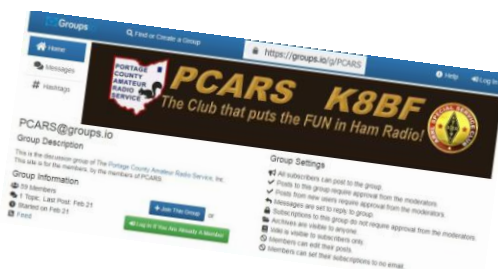 Groups
Find or Create a Group
https://groups.io/g/PCARS
Help
Log In
Home
Messages
Hashtags
PORTAGE
COUNTY
AMATEUR
RADIO
SERVICE
PCARS K8BF
The Club that puts the FUN in Ham Radio!
PCARS@groups.io
Group Description
This is the discussion group of The Portage County Amateur Radio Service, Inc.
This site is for the members, by the members of PCARS.
Group Information
59 Members
1 Topic, Last Post: Feb 21
Started on Feb 21
Feed
+ Join This Group
or
Log In If You Are Already A Member
Group Settings
All subscribers can post to the group.
Posts to this group require approval from the moderators.
Posts from new users require approval from the moderators.
Messages are set to reply to group.
Subscriptions to this group do not require approval from the moderators.
Archives are visible to anyone.
Wiki is visible to subscribers only.
Members can edit their posts.
Members can set their subscriptions to no email.